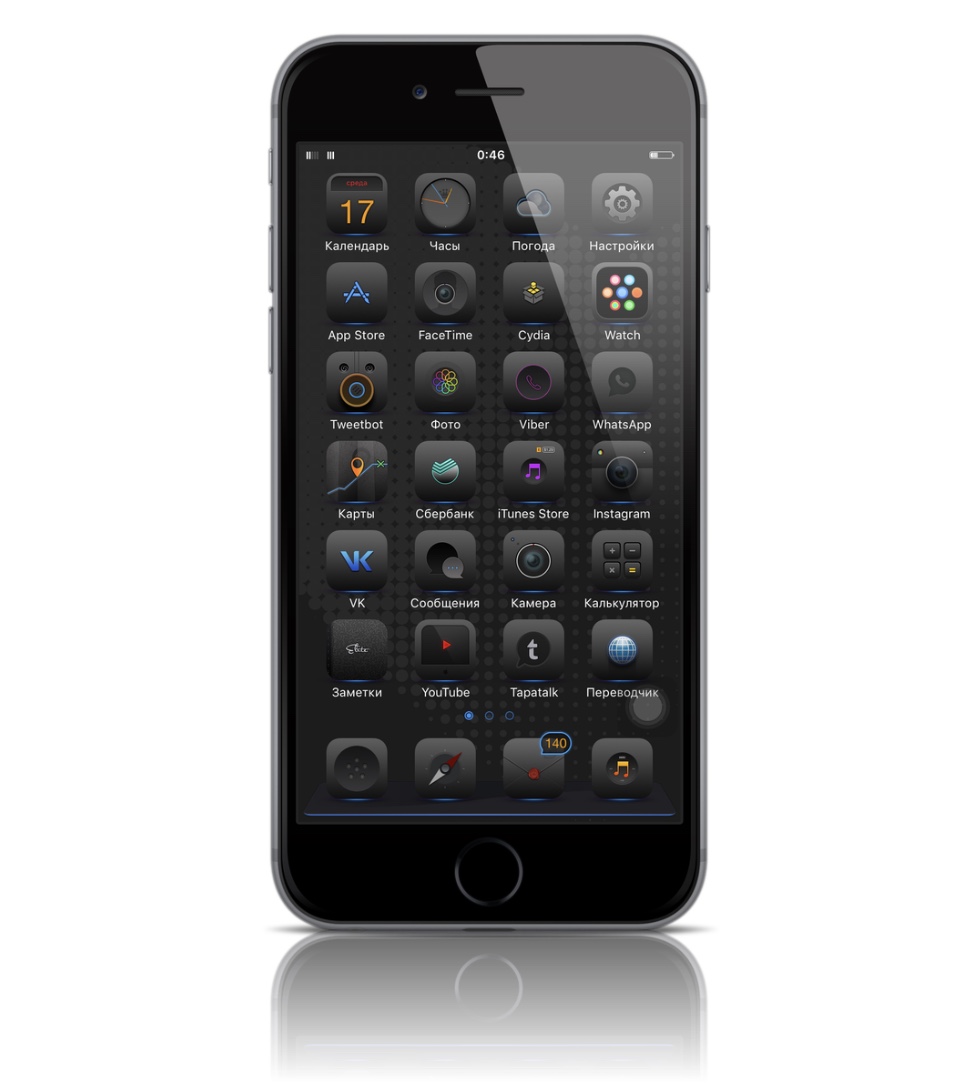 0:46
среда
17
Календарь Часы Погода Настройки
App Store FaceTime Cydia Watch
Tweetbot Фото Viber WhatsApp
Карты Сбербанк iTunes Store Instagram
VK
+ −
× =
VK Сообщения Камера Калькулятор
t
Заметки YouTube Tapatalk Переводчик
140